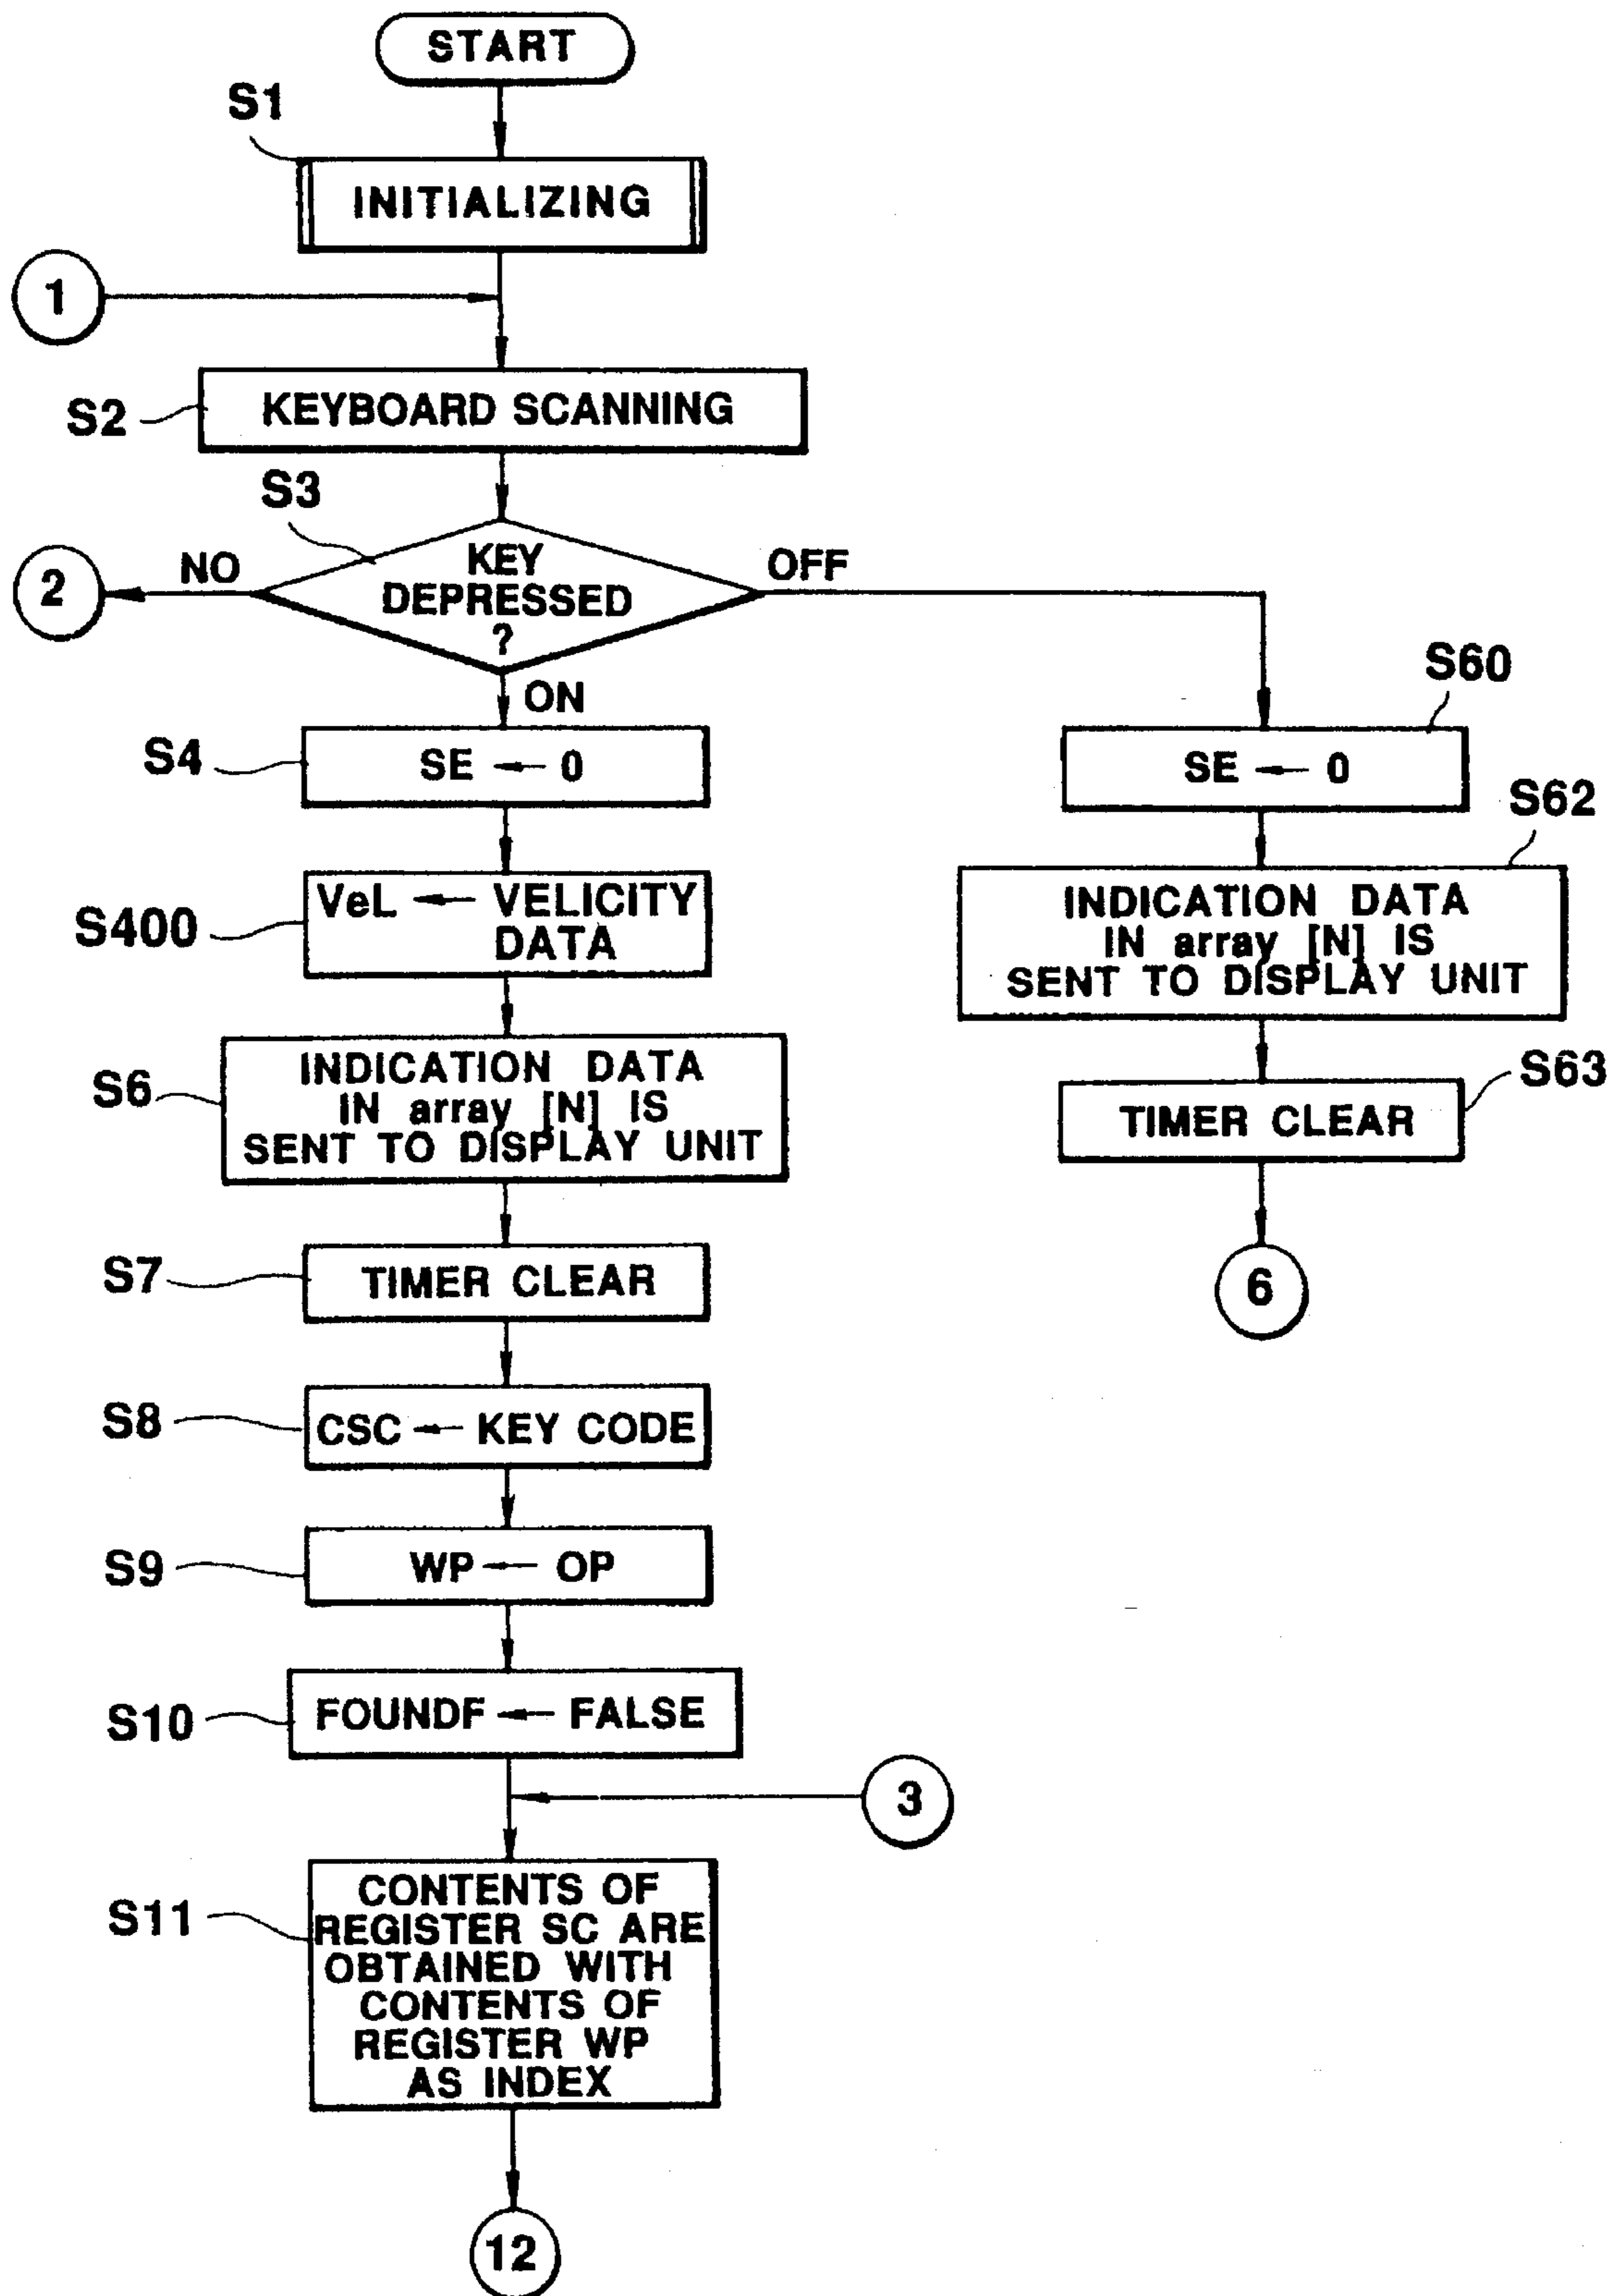 START
S1
INITIALIZING
1
S2
KEYBOARD SCANNING
S3
KEY
DEPRESSED
?
NO
2
OFF
ON
S4
SE ← 0
S400
VeL ← VELICITY
DATA
S6
INDICATION DATA
IN array [N] IS
SENT TO DISPLAY UNIT
S7
TIMER CLEAR
S8
CSC ← KEY CODE
S9
WP ← OP
S10
FOUNDF ← FALSE
3
S11
CONTENTS OF
REGISTER SC ARE
OBTAINED WITH
CONTENTS OF
REGISTER WP
AS INDEX
12
S60
SE ← 0
S62
INDICATION DATA
IN array [N] IS
SENT TO DISPLAY UNIT
S63
TIMER CLEAR
6